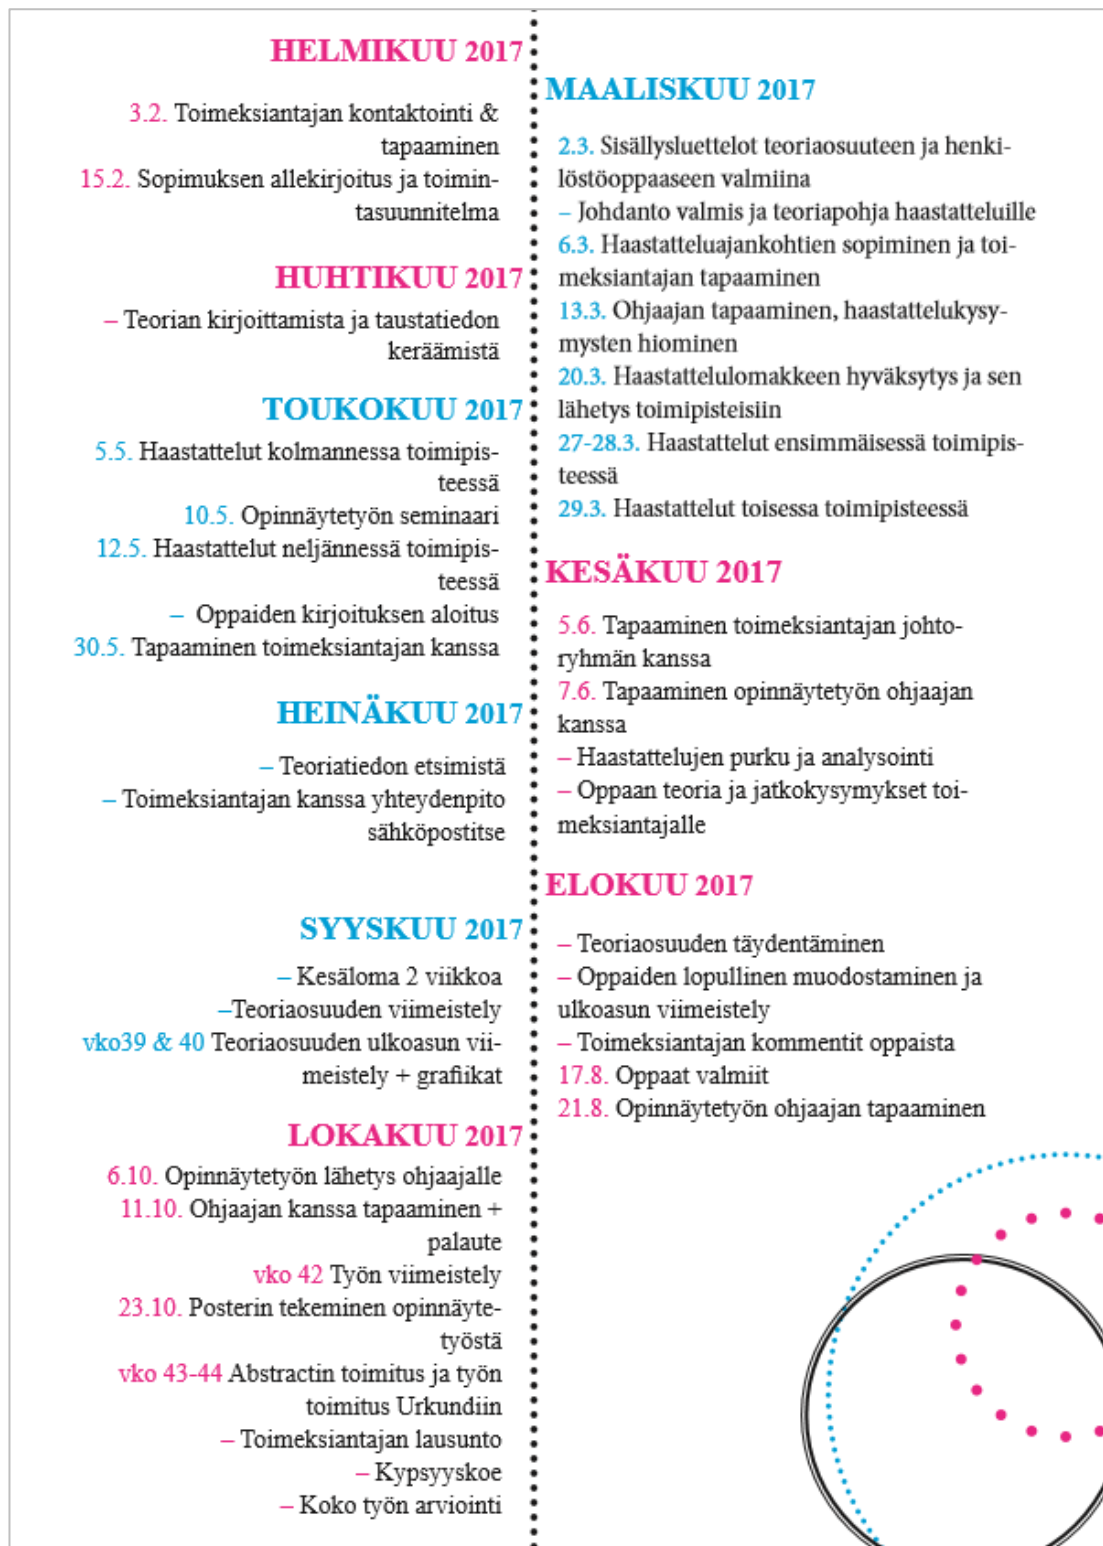 HELMIKUU 2017
3.2. Toimeksiantajan kontaktointi &
tapaaminen
15.2. Sopimuksen allekirjoitus ja toimin-
tasuunnitelma
MAALISKUU 2017
2.3. Sisällysluettelot teoriaosuuteen ja henki-
löstöoppaaseen valmiina
– Johdanto valmis ja teoriapohja haastatteluille
6.3. Haastatteluajankohtien sopiminen ja toi-
meksiantajan tapaaminen
13.3. Ohjaajan tapaaminen, haastattelukysy-
mysten hiominen
20.3. Haastattelulomakkeen hyväksytys ja sen
lähetys toimipisteisiin
27-28.3. Haastattelut ensimmäisessä toimipis-
teessä
29.3. Haastattelut toisessa toimipisteessä
HUHTIKUU 2017
– Teorian kirjoittamista ja taustatiedon
keräämistä
TOUKOKUU 2017
5.5. Haastattelut kolmannessa toimipis-
teessä
10.5. Opinnäytetyön seminaari
12.5. Haastattelut neljännessä toimipis-
teessä
– Oppaiden kirjoituksen aloitus
30.5. Tapaaminen toimeksiantajan kanssa
KESÄKUU 2017
5.6. Tapaaminen toimeksiantajan johto-
ryhmän kanssa
7.6. Tapaaminen opinnäytetyön ohjaajan
kanssa
– Haastattelujen purku ja analysointi
– Oppaan teoria ja jatkokysymykset toi-
meksiantajalle
HEINÄKUU 2017
– Teoriatiedon etsimistä
– Toimeksiantajan kanssa yhteydenpito
sähköpostitse
ELOKUU 2017
– Teoriaosuuden täydentäminen
– Oppaiden lopullinen muodostaminen ja
ulkoasun viimeistely
– Toimeksiantajan kommentit oppaista
17.8. Oppaat valmiit
21.8. Opinnäytetyön ohjaajan tapaaminen
SYYSKUU 2017
– Kesäloma 2 viikkoa
–Teoriaosuuden viimeistely
vko39 & 40 Teoriaosuuden ulkoasun vii-
meistely + grafiikat
LOKAKUU 2017
6.10. Opinnäytetyön lähetys ohjaajalle
11.10. Ohjaajan kanssa tapaaminen +
palaute
vko 42 Työn viimeistely
23.10. Posterin tekeminen opinnäyte-
työstä
vko 43-44 Abstractin toimitus ja työn
toimitus Urkundiin
– Toimeksiantajan lausunto
– Kypsyyskoe
– Koko työn arviointi